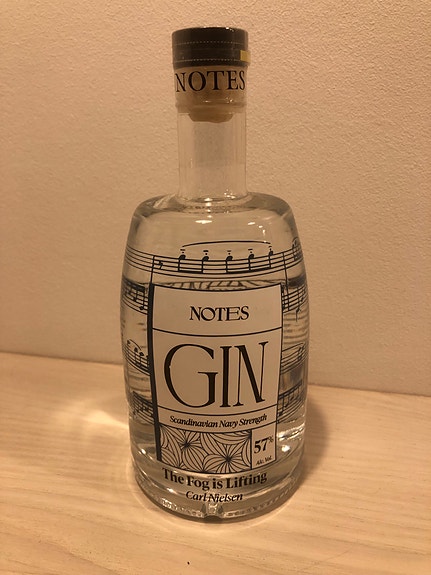 NOTES
NOTES
GIN
Scandinavian Navy Strength
57%
Alc. Vol.
The Fog is Lifting
Carl Nielsen